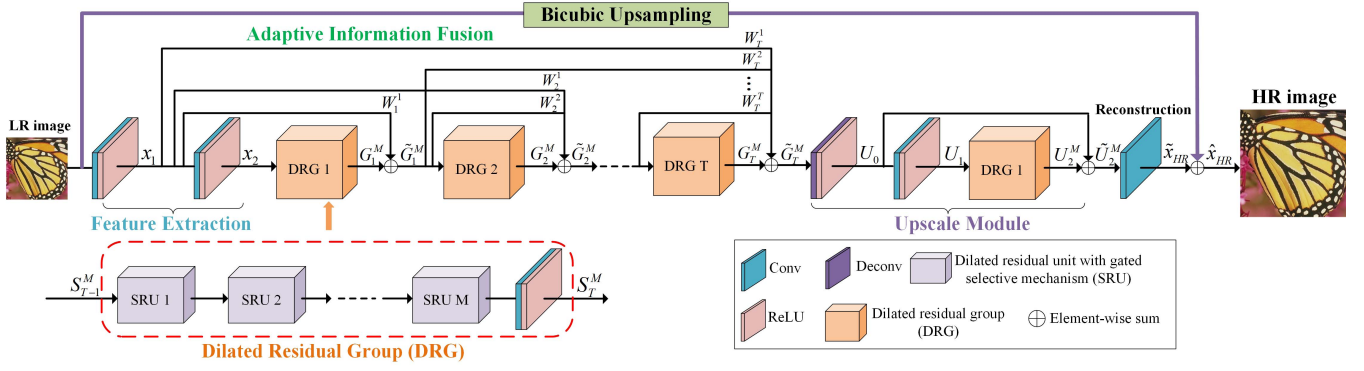 Bicubic Upsampling
Adaptive Information Fusion
W_T^1
W_T^2
⋮
W_T^T
W_2^1
W_2^2
W_1^1
LR image
x_1
x_2
DRG 1
G_1^M
G̃_1^M
DRG 2
G_2^M
G̃_2^M
DRG T
G_T^M
G̃_T^M
U_0
U_1
DRG 1
U_2^M
Ũ_2^M
Reconstruction
x̃_HR
x̂_HR
HR image
Feature Extraction
Upscale Module
S_{T-1}^M
SRU 1
SRU 2
SRU M
S_T^M
Dilated Residual Group (DRG)
Conv
Deconv
Dilated residual unit with gated
selective mechanism (SRU)
ReLU
Dilated residual group
(DRG)
Element-wise sum